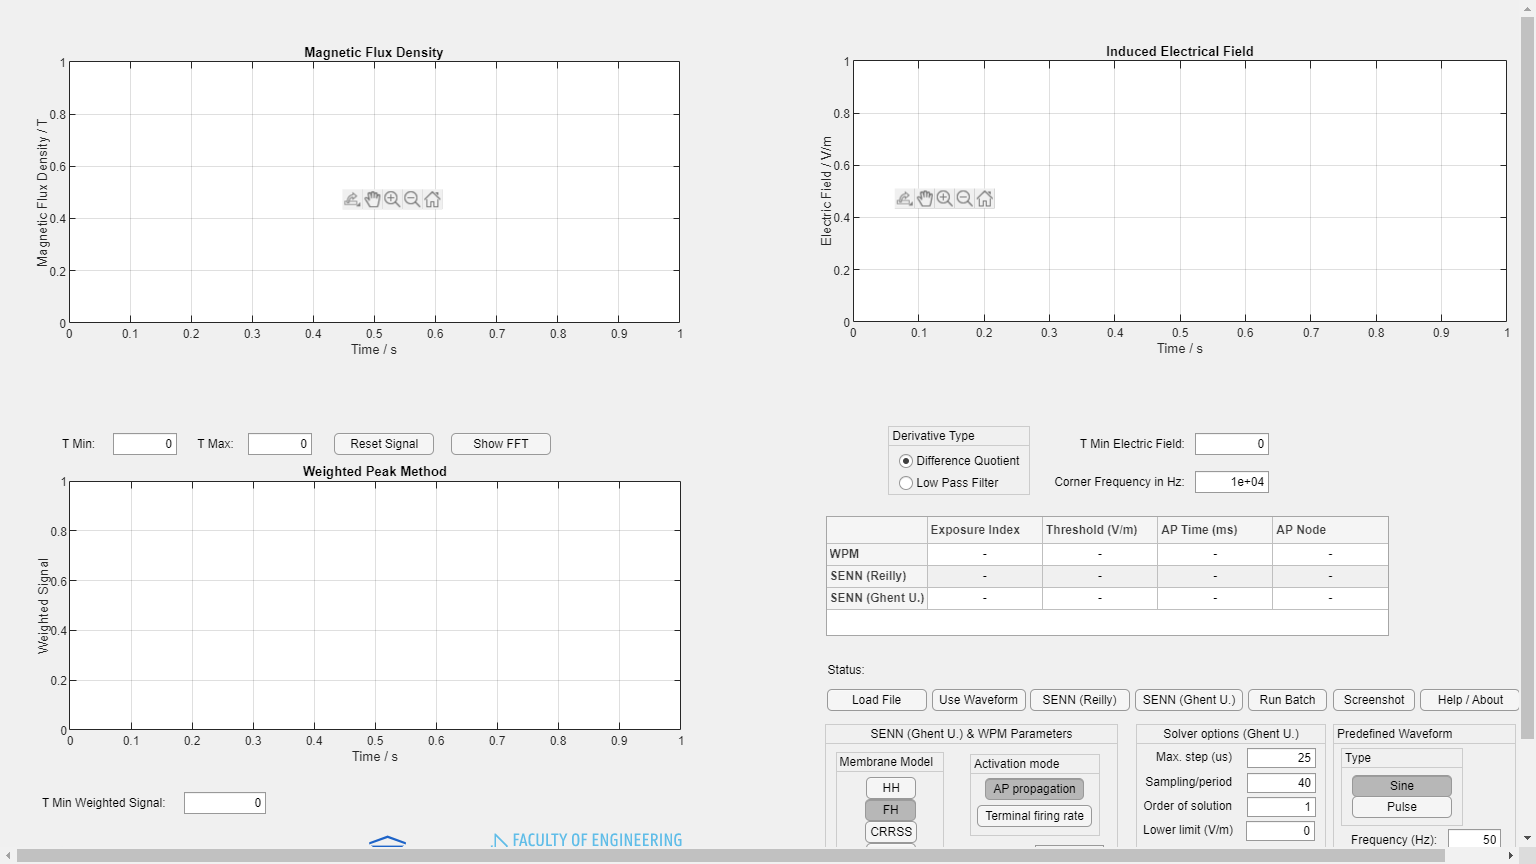 Magnetic Flux Density
1
0.8
0.6
0.4
0.2
0
Magnetic Flux Density / T
0 0.1 0.2 0.3 0.4 0.5 0.6 0.7 0.8 0.9 1
Time / s
Induced Electrical Field
1
0.8
0.6
0.4
0.2
0
Electric Field / V/m
0 0.1 0.2 0.3 0.4 0.5 0.6 0.7 0.8 0.9 1
Time / s
T Min: 0 T Max: 0 Reset Signal Show FFT
Weighted Peak Method
1
0.8
0.6
0.4
0.2
0
Weighted Signal
0 0.1 0.2 0.3 0.4 0.5 0.6 0.7 0.8 0.9 1
Time / s
T Min Weighted Signal: 0
FACULTY OF ENGINEERING
Derivative Type
Difference Quotient
Low Pass Filter
T Min Electric Field: 0
Corner Frequency in Hz: 1e+04
Exposure Index Threshold (V/m) AP Time (ms) AP Node
WPM - - - -
SENN (Reilly) - - - -
SENN (Ghent U.) - - - -
Status:
Load File Use Waveform SENN (Reilly) SENN (Ghent U.) Run Batch Screenshot Help / About
SENN (Ghent U.) & WPM Parameters
Membrane Model
HH
FH
CRRSS
Activation mode
AP propagation
Terminal firing rate
Solver options (Ghent U.)
Max. step (us) 25
Sampling/period 40
Order of solution 1
Lower limit (V/m) 0
Predefined Waveform
Type
Sine
Pulse
Frequency (Hz): 50